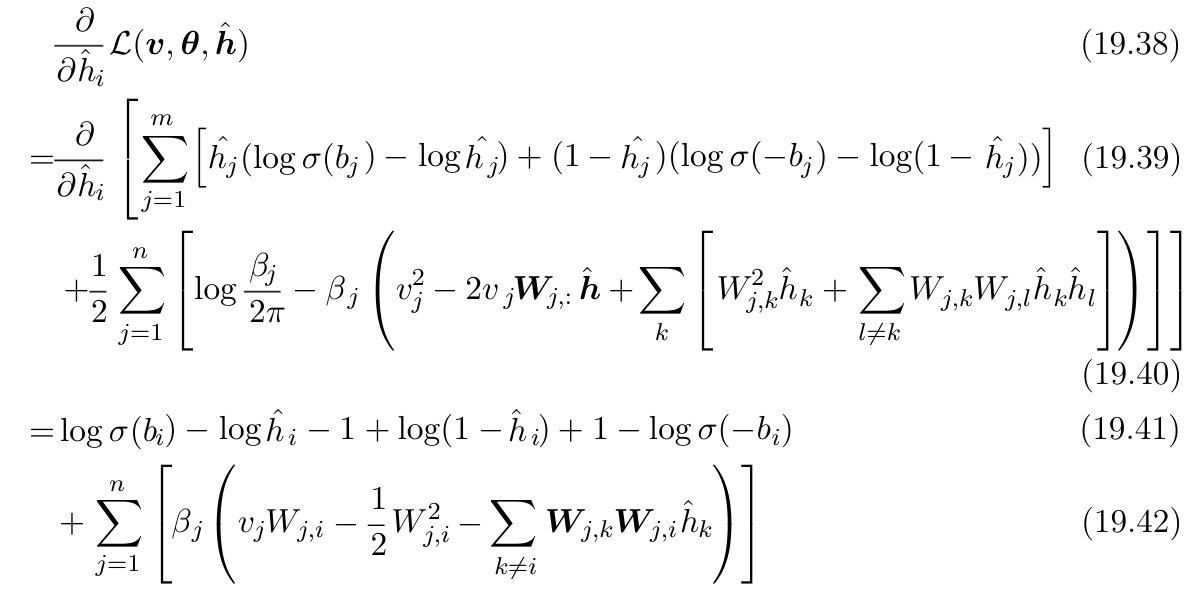 ∂/∂ĥ_i 𝓛(𝒗, 𝜽, 𝒉̂) (19.38)
= ∂/∂ĥ_i [ ∑_{j=1}^{m} [ ĥ_j(log σ(b_j) − log ĥ_j) + (1 − ĥ_j)(log σ(−b_j) − log(1 − ĥ_j)) ] (19.39)
+ 1/2 ∑_{j=1}^{n} [ log β_j/2π − β_j ( v_j^2 − 2v_j 𝑾_{j,:} 𝒉̂ + ∑_k [ W_{j,k}^2 ĥ_k + ∑_{l≠k} W_{j,k} W_{j,l} ĥ_k ĥ_l ] ) ] ]
(19.40)
= log σ(b_i) − log ĥ_i − 1 + log(1 − ĥ_i) + 1 − log σ(−b_i) (19.41)
+ ∑_{j=1}^{n} [ β_j ( v_j W_{j,i} − 1/2 W_{j,i}^2 − ∑_{k≠i} 𝑾_{j,k} 𝑾_{j,i} ĥ_k ) ] (19.42)